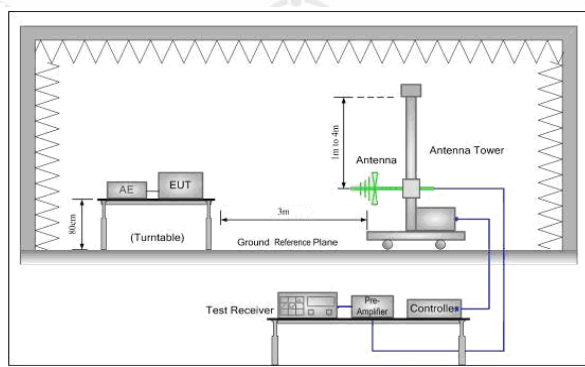 1m to 4m
Antenna
Antenna Tower
AE
EUT
3m
80cm
(Turntable)
Ground Reference Plane
Test Receiver
Pre-
Amplifier
Controller